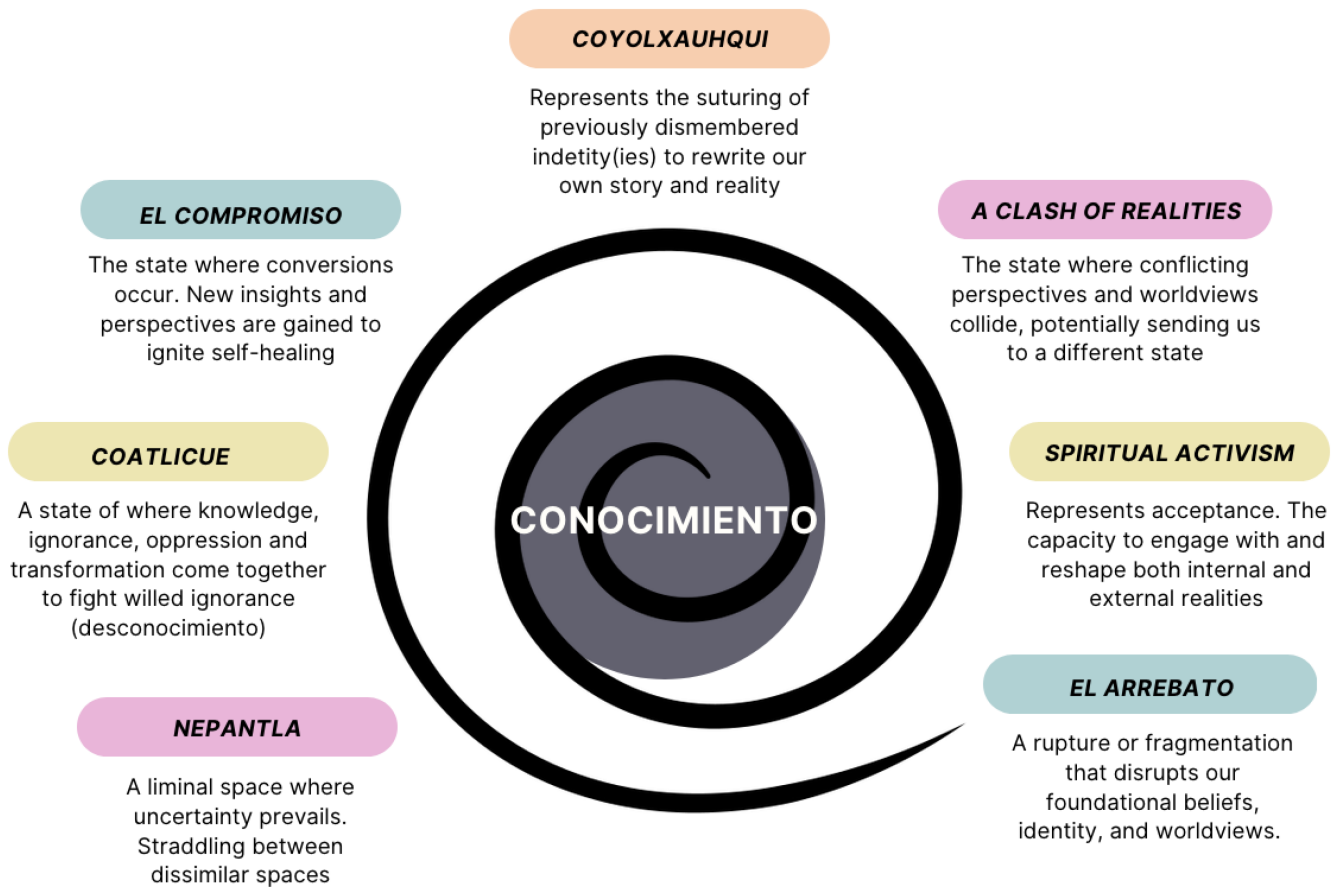 COYOLXAUHQUI
Represents the suturing of
previously dismembered
indetity(ies) to rewrite our
own story and reality
EL COMPROMISO
The state where conversions
occur. New insights and
perspectives are gained to
ignite self-healing
A CLASH OF REALITIES
The state where conflicting
perspectives and worldviews
collide, potentially sending us
to a different state
COATLICUE
A state of where knowledge,
ignorance, oppression and
transformation come together
to fight willed ignorance
(desconocimiento)
CONOCIMIENTO
SPIRITUAL ACTIVISM
Represents acceptance. The
capacity to engage with and
reshape both internal and
external realities
NEPANTLA
A liminal space where
uncertainty prevails.
Straddling between
dissimilar spaces
EL ARREBATO
A rupture or fragmentation
that disrupts our
foundational beliefs,
identity, and worldviews.